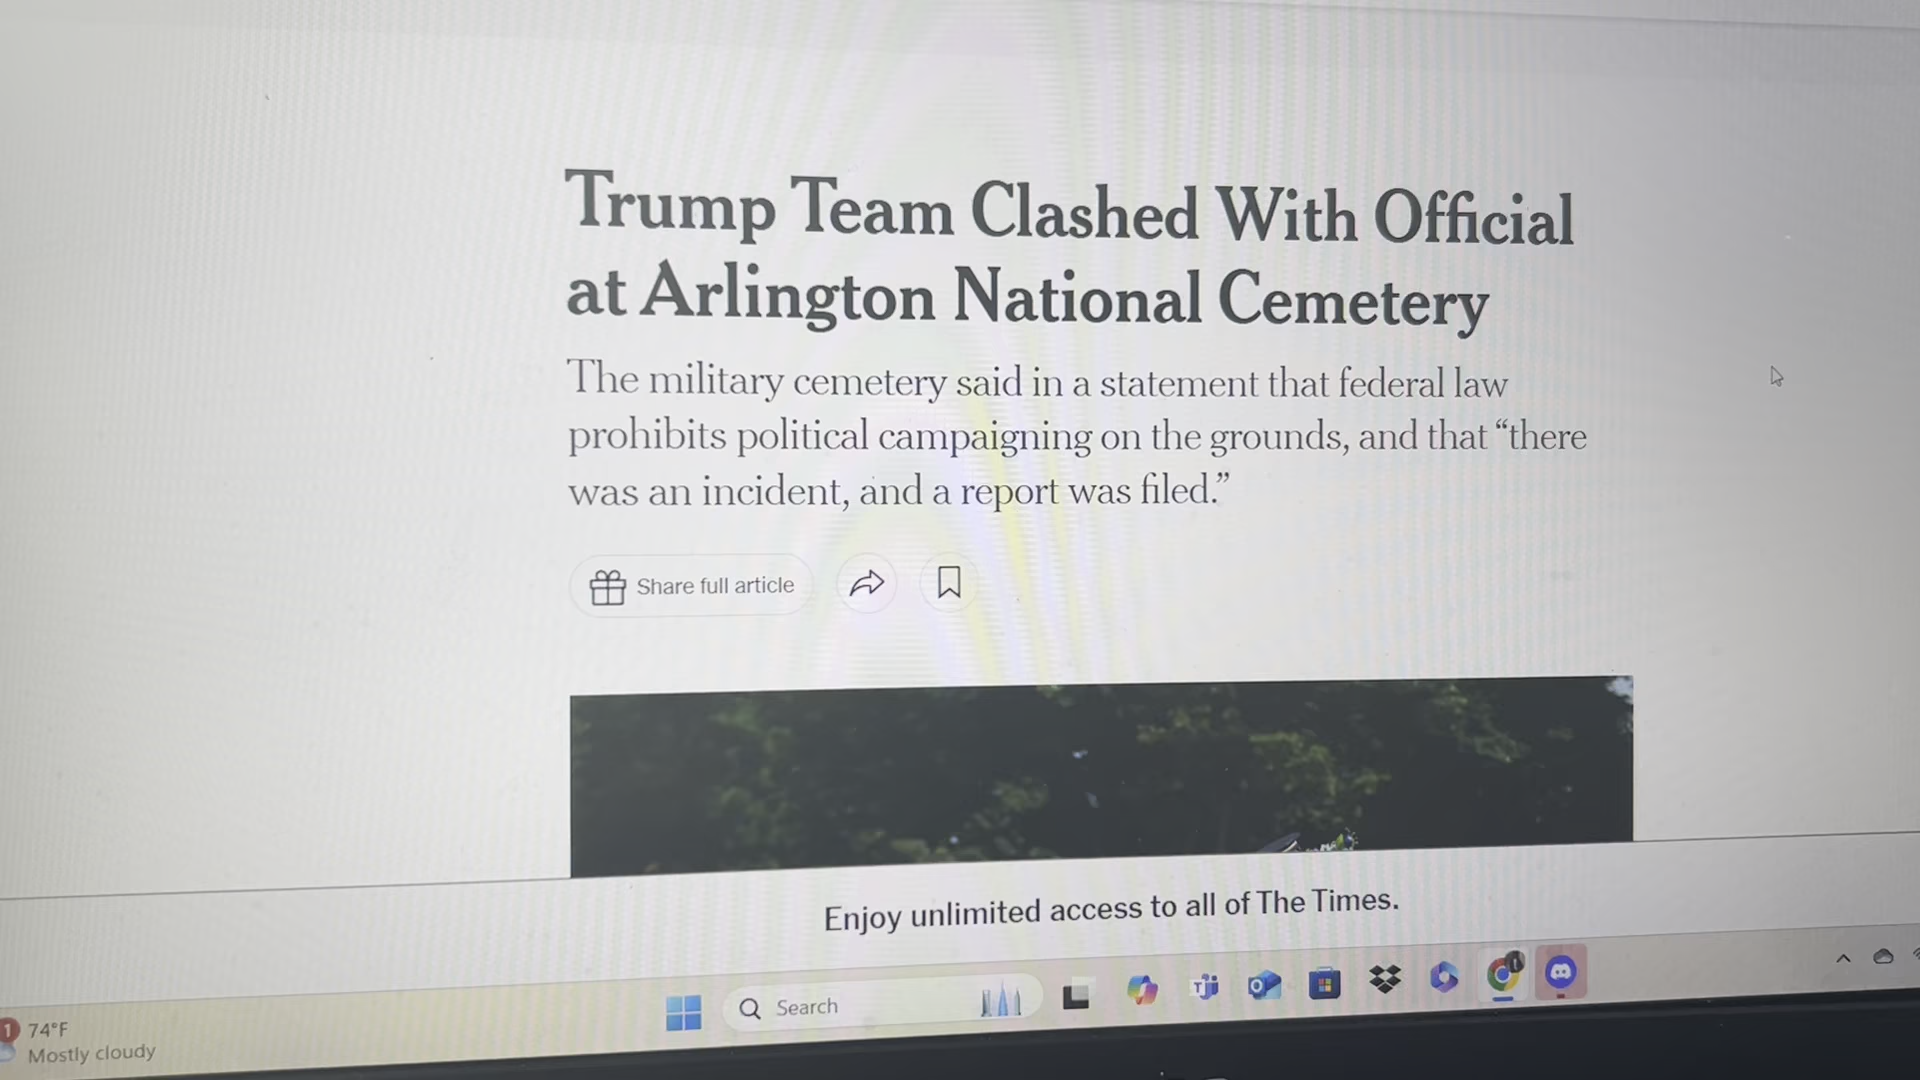 Trump Team Clashed With Official
at Arlington National Cemetery
The military cemetery said in a statement that federal law
prohibits political campaigning on the grounds, and that “there
was an incident, and a report was filed.”
Share full article
Enjoy unlimited access to all of The Times.
Search
1
74°F
Mostly cloudy